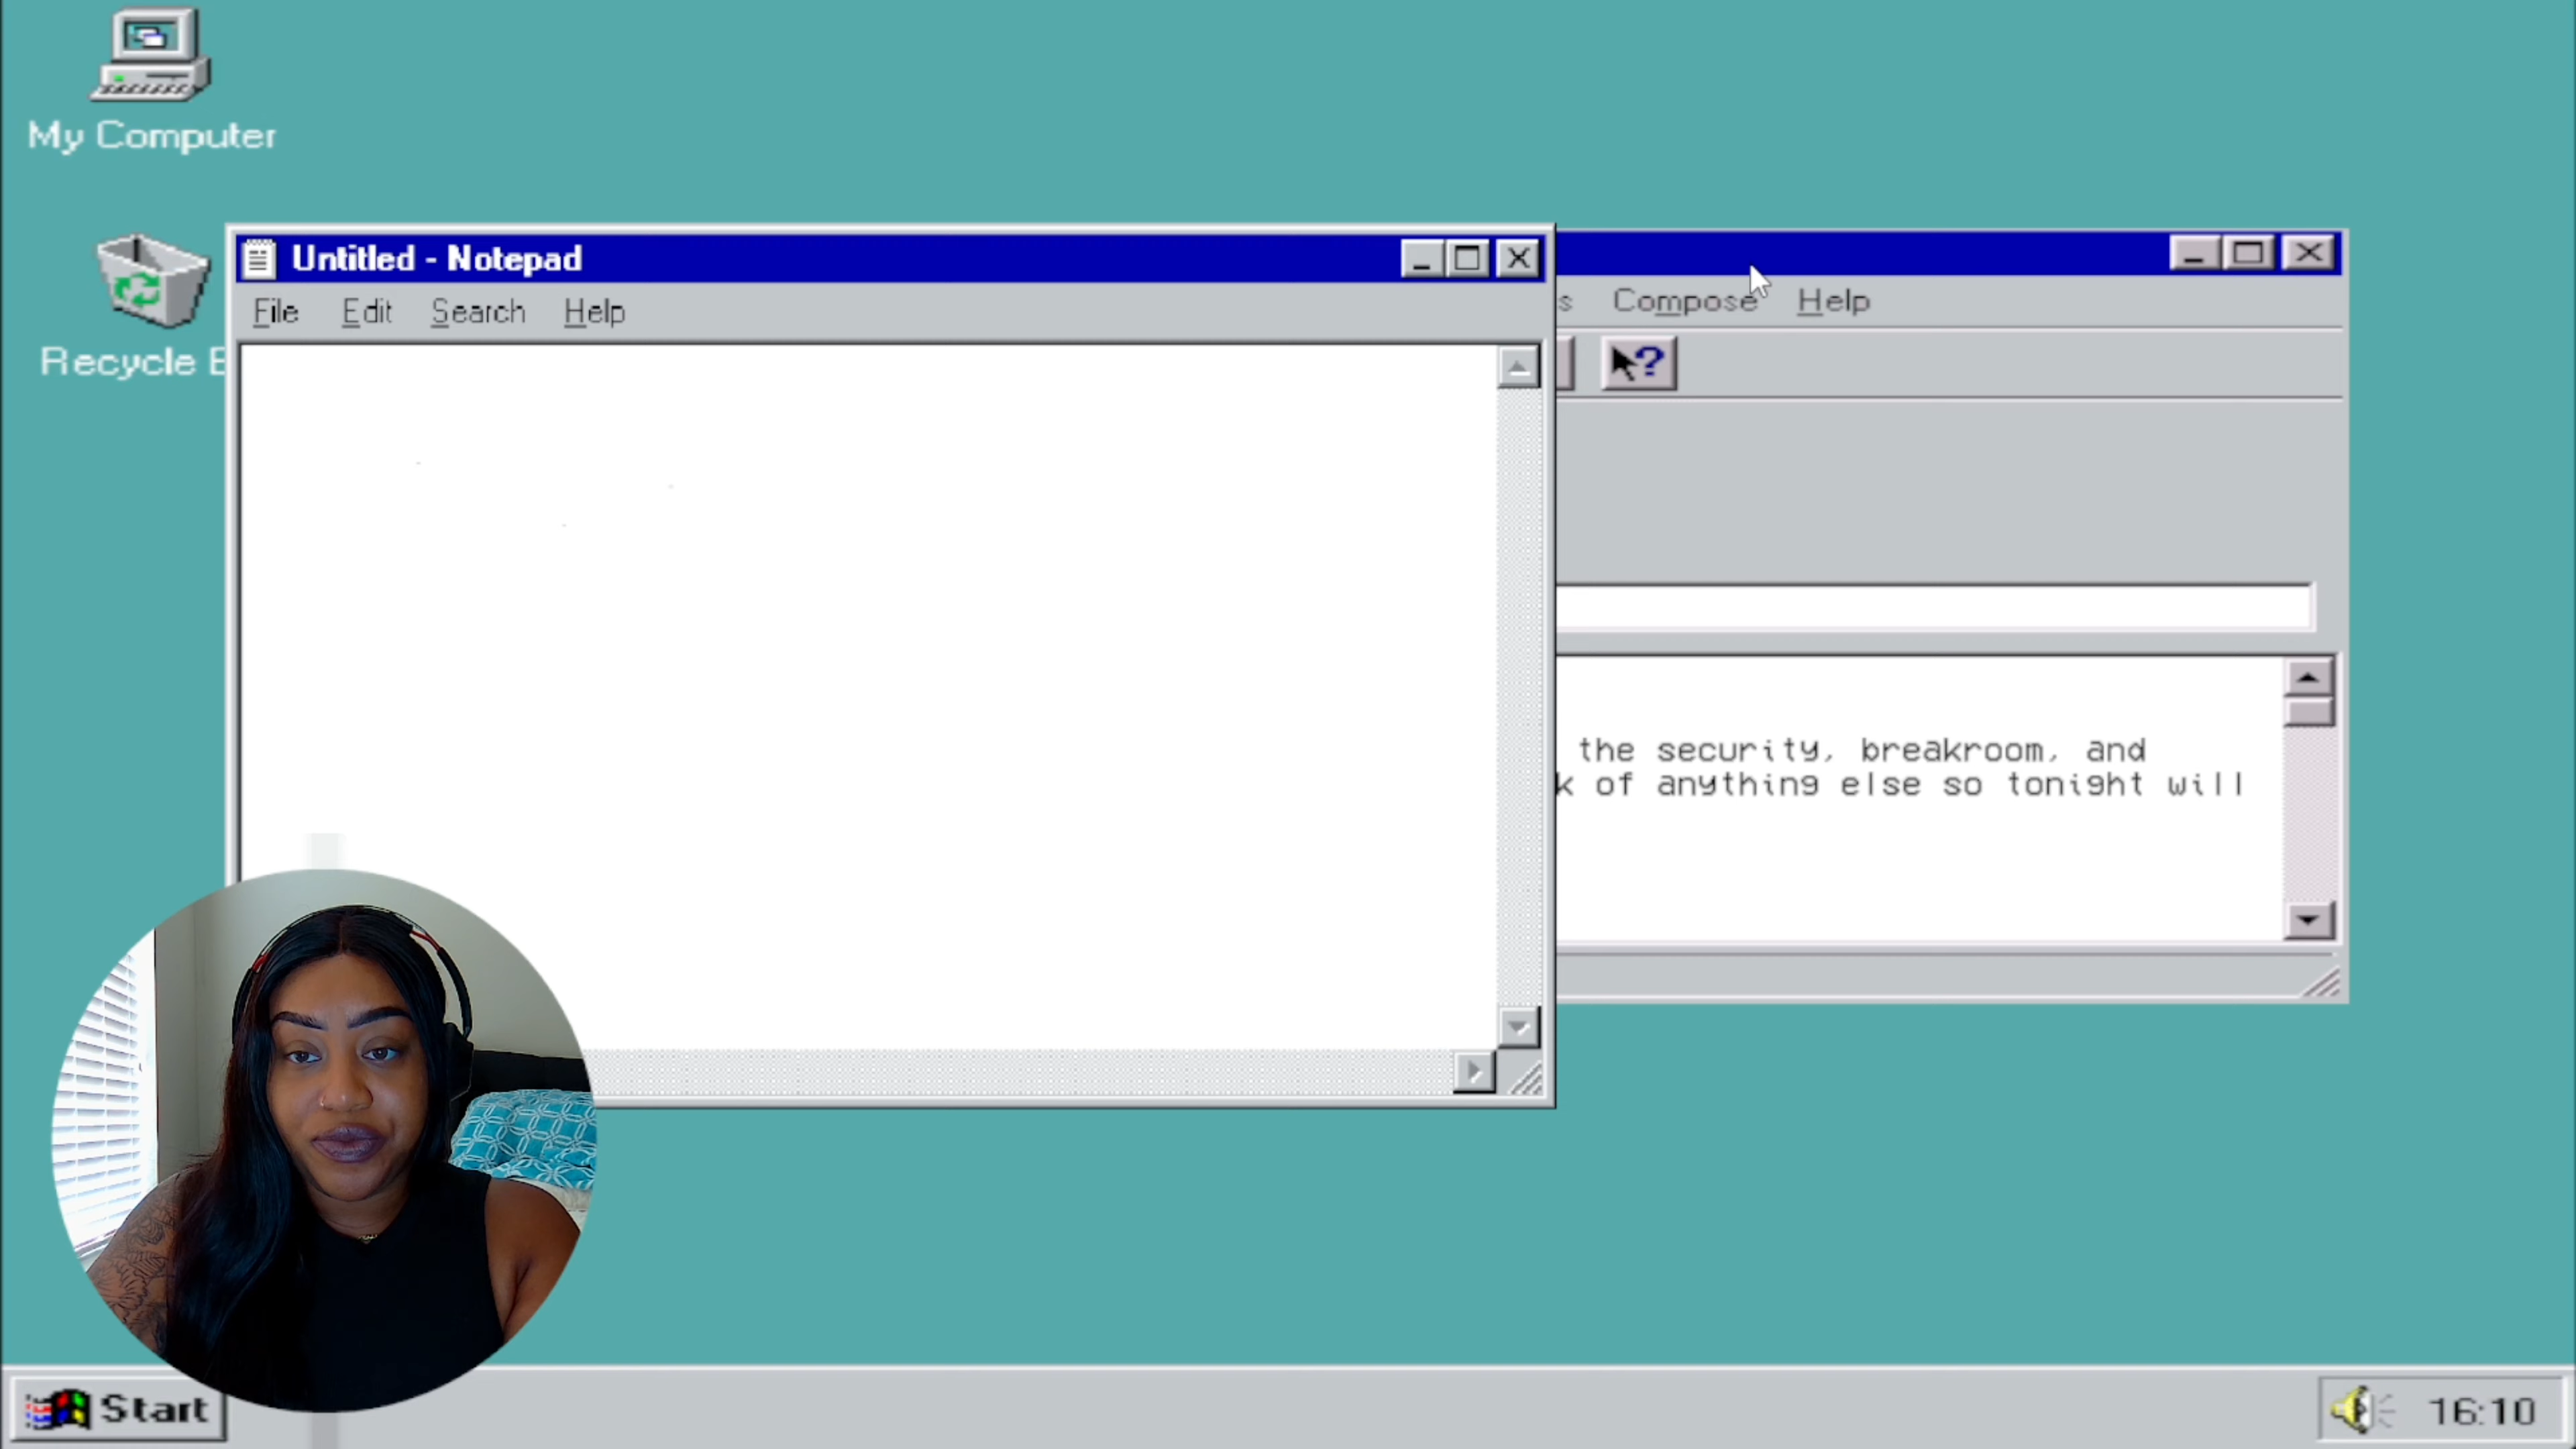 My Computer
Recycle B
Untitled - Notepad
File Edit Search Help
Compose Help
the security, breakroom, and
of anything else so tonight will
Start
16:10